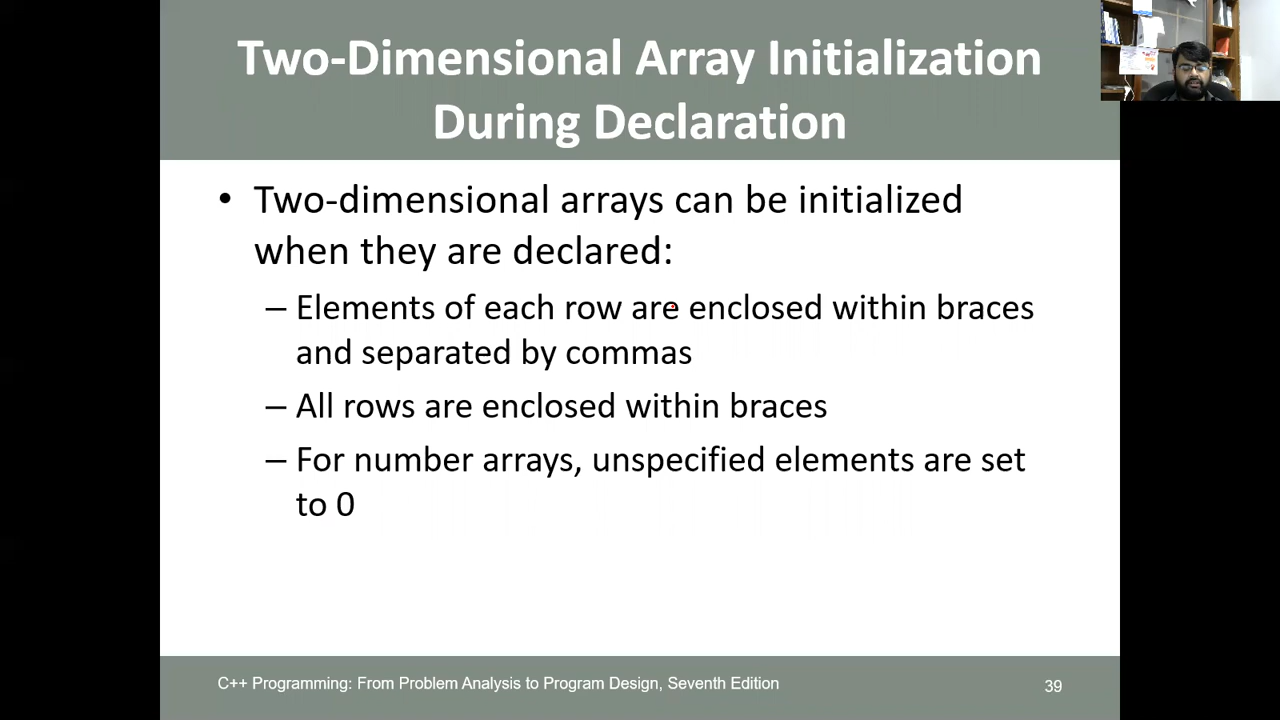 Two-Dimensional Array Initialization
During Declaration
• Two-dimensional arrays can be initialized
when they are declared:
– Elements of each row are enclosed within braces
and separated by commas
– All rows are enclosed within braces
– For number arrays, unspecified elements are set
to 0
C++ Programming: From Problem Analysis to Program Design, Seventh Edition
39